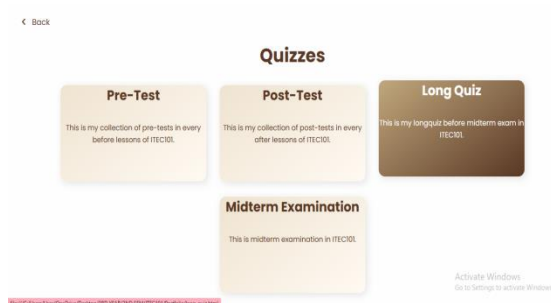 Back
Quizzes
Pre-Test
This is my collection of pre-tests in every
before lessons of ITEC101.
Post-Test
This is my collection of post-tests in every
after lessons of ITEC101.
Long Quiz
This is my longquiz before midterm exam in
ITEC101.
Midterm Examination
This is midterm examination in ITEC101.
Activate Windows
Go to Settings to activate Windows